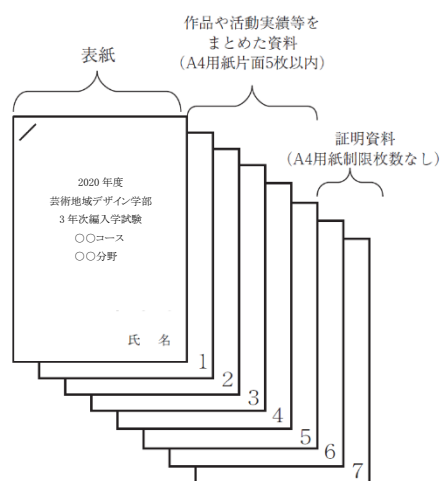 作品や活動実績等を
まとめた資料
(A4用紙片面5枚以内)
表紙
証明資料
(A4用紙制限枚数なし)
2020 年度
芸術地域デザイン学部
3 年次編入学試験
○○コース
○○分野
氏 名
1
2
3
4
5
6
7